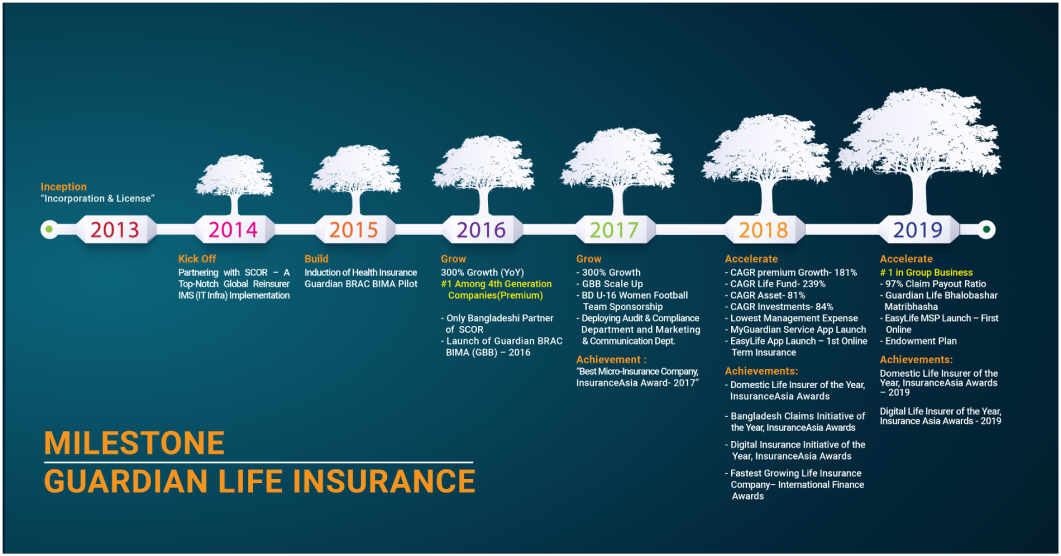 Inception
"Incorporation & License"
2013
2014
2015
2016
2017
2018
2019
Kick Off
Partnering with SCOR – A
Top-Notch Global Reinsurer
IMS (IT Infra) Implementation
Build
Induction of Health Insurance
Guardian BRAC BIMA Pilot
Grow
300% Growth (YoY)
#1 Among 4th Generation
Companies(Premium)
- Only Bangladeshi Partner
of SCOR
- Launch of Guardian BRAC
BIMA (GBB) – 2016
Grow
- 300% Growth
- GBB Scale Up
- BD U-16 Women Football
Team Sponsorship
- Deploying Audit & Compliance
Department and Marketing
& Communication Dept.
Achievement :
"Best Micro-Insurance Company,
InsuranceAsia Award- 2017"
Accelerate
- CAGR premium Growth- 181%
- CAGR Life Fund- 239%
- CAGR Asset- 81%
- CAGR Investments- 84%
- Lowest Management Expense
- MyGuardian Service App Launch
- EasyLife App Launch – 1st Online
Term Insurance
Achievements:
- Domestic Life Insurer of the Year,
InsuranceAsia Awards
- Bangladesh Claims Initiative of
the Year, InsuranceAsia Awards
- Digital Insurance Initiative of the
Year, InsuranceAsia Awards
- Fastest Growing Life Insurance
Company– International Finance
Awards
Accelerate
# 1 in Group Business
- 97% Claim Payout Ratio
- Guardian Life Bhalobashar
Matribhasha
- EasyLife MSP Launch – First
Online
- Endowment Plan
Achievements:
Domestic Life Insurer of the
Year, InsuranceAsia Awards
– 2019
Digital Life Insurer of the Year,
Insurance Asia Awards - 2019
MILESTONE
GUARDIAN LIFE INSURANCE